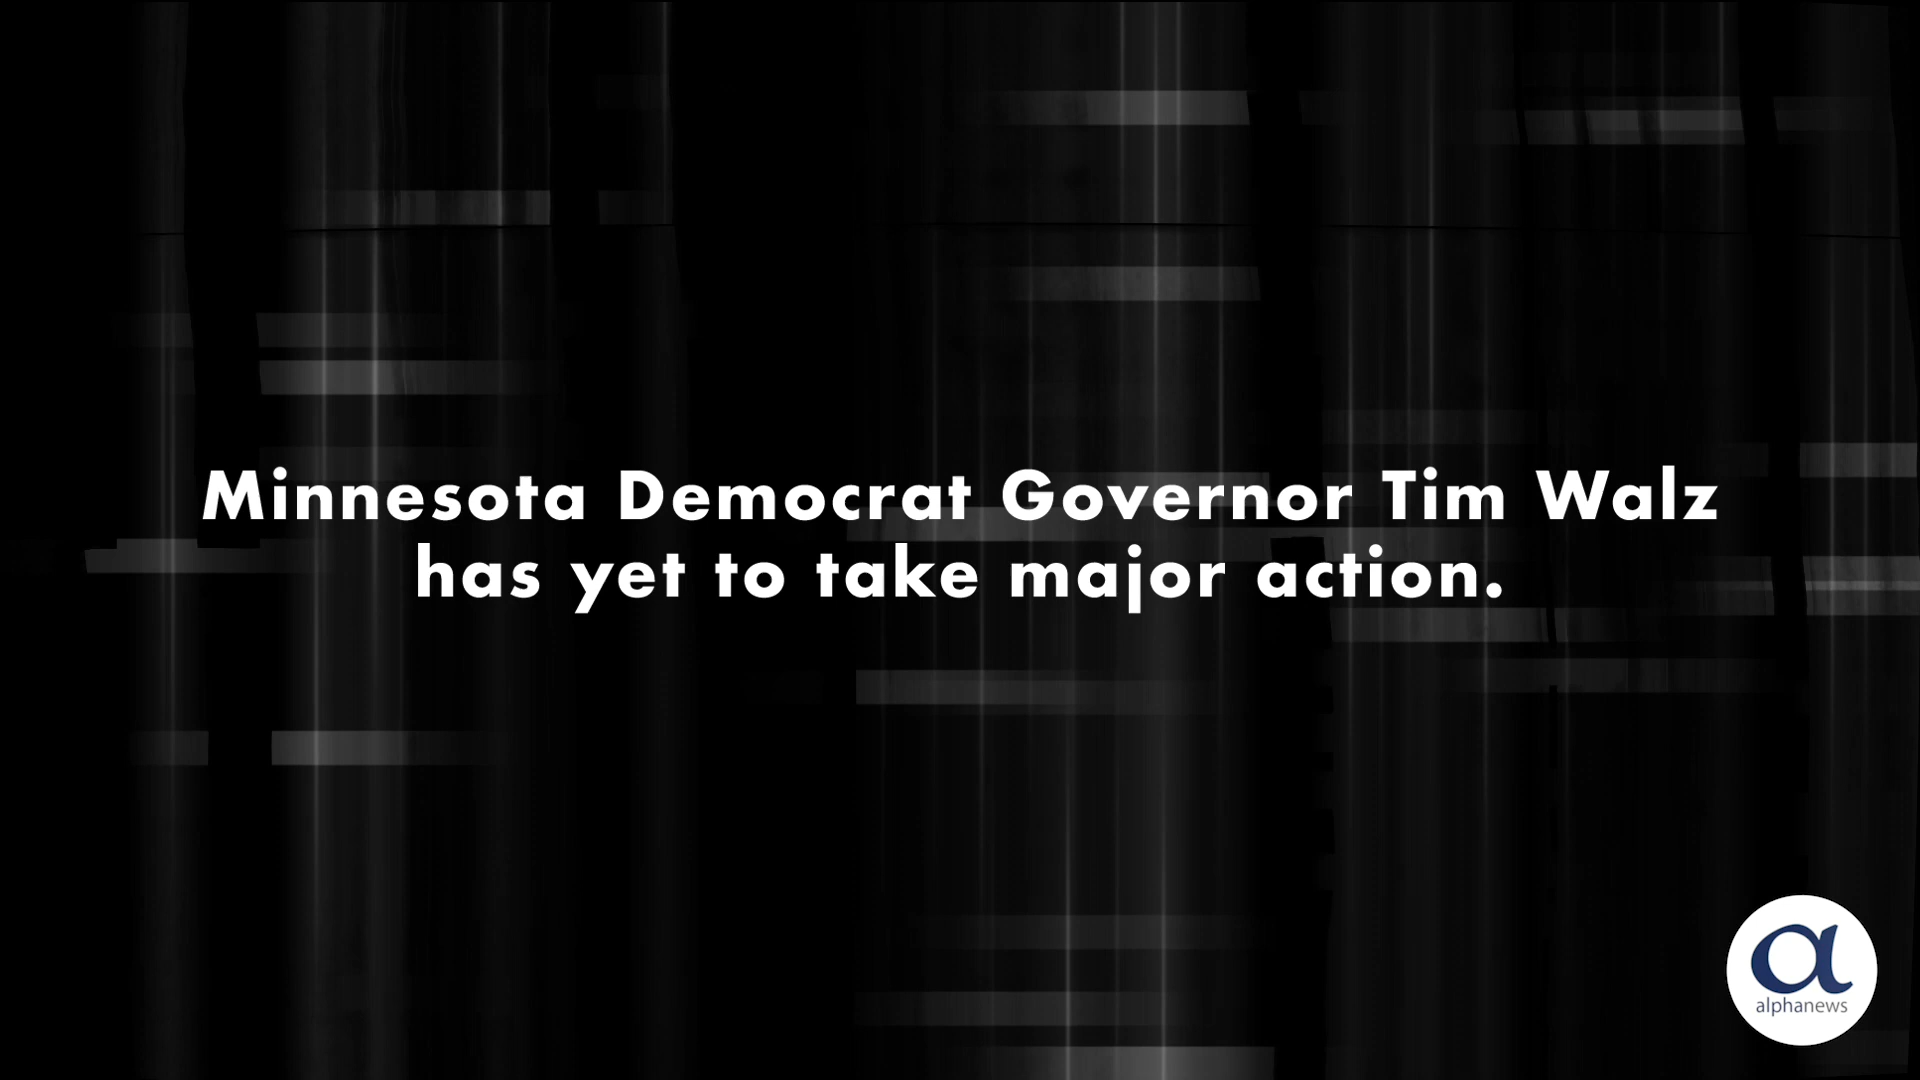 Minnesota Democrat Governor Tim Walz
has yet to take major action.
a
alphanews